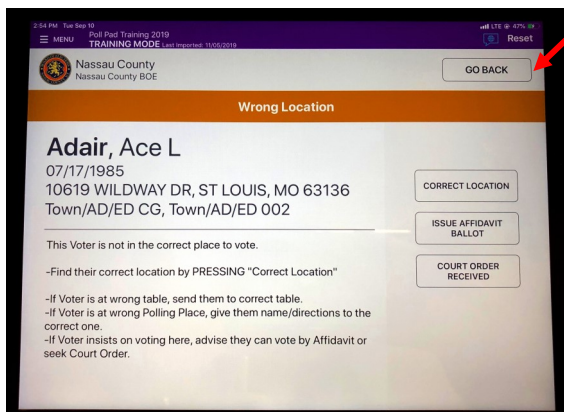 2:54 PM Tue Sep 10
LTE 47%
MENU
Poll Pad Training 2019
TRAINING MODE Last Imported: 11/05/2019
Reset
Nassau County
Nassau County BOE
GO BACK
Wrong Location
Adair, Ace L
07/17/1985
10619 WILDWAY DR, ST LOUIS, MO 63136
Town/AD/ED CG, Town/AD/ED 002
CORRECT LOCATION
ISSUE AFFIDAVIT
BALLOT
COURT ORDER
RECEIVED
This Voter is not in the correct place to vote.
-Find their correct location by PRESSING "Correct Location"
-If Voter is at wrong table, send them to correct table.
-If Voter is at wrong Polling Place, give them name/directions to the
correct one.
-If Voter insists on voting here, advise they can vote by Affidavit or
seek Court Order.